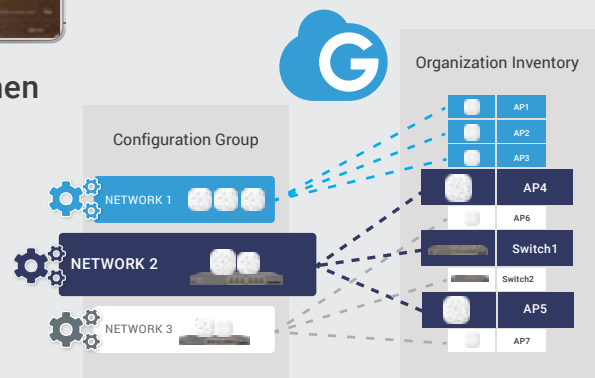 nen
Configuration Group
NETWORK 1
NETWORK 2
NETWORK 3
G
Organization Inventory
AP1
AP2
AP3
AP4
AP6
Switch1
Switch2
AP5
AP7